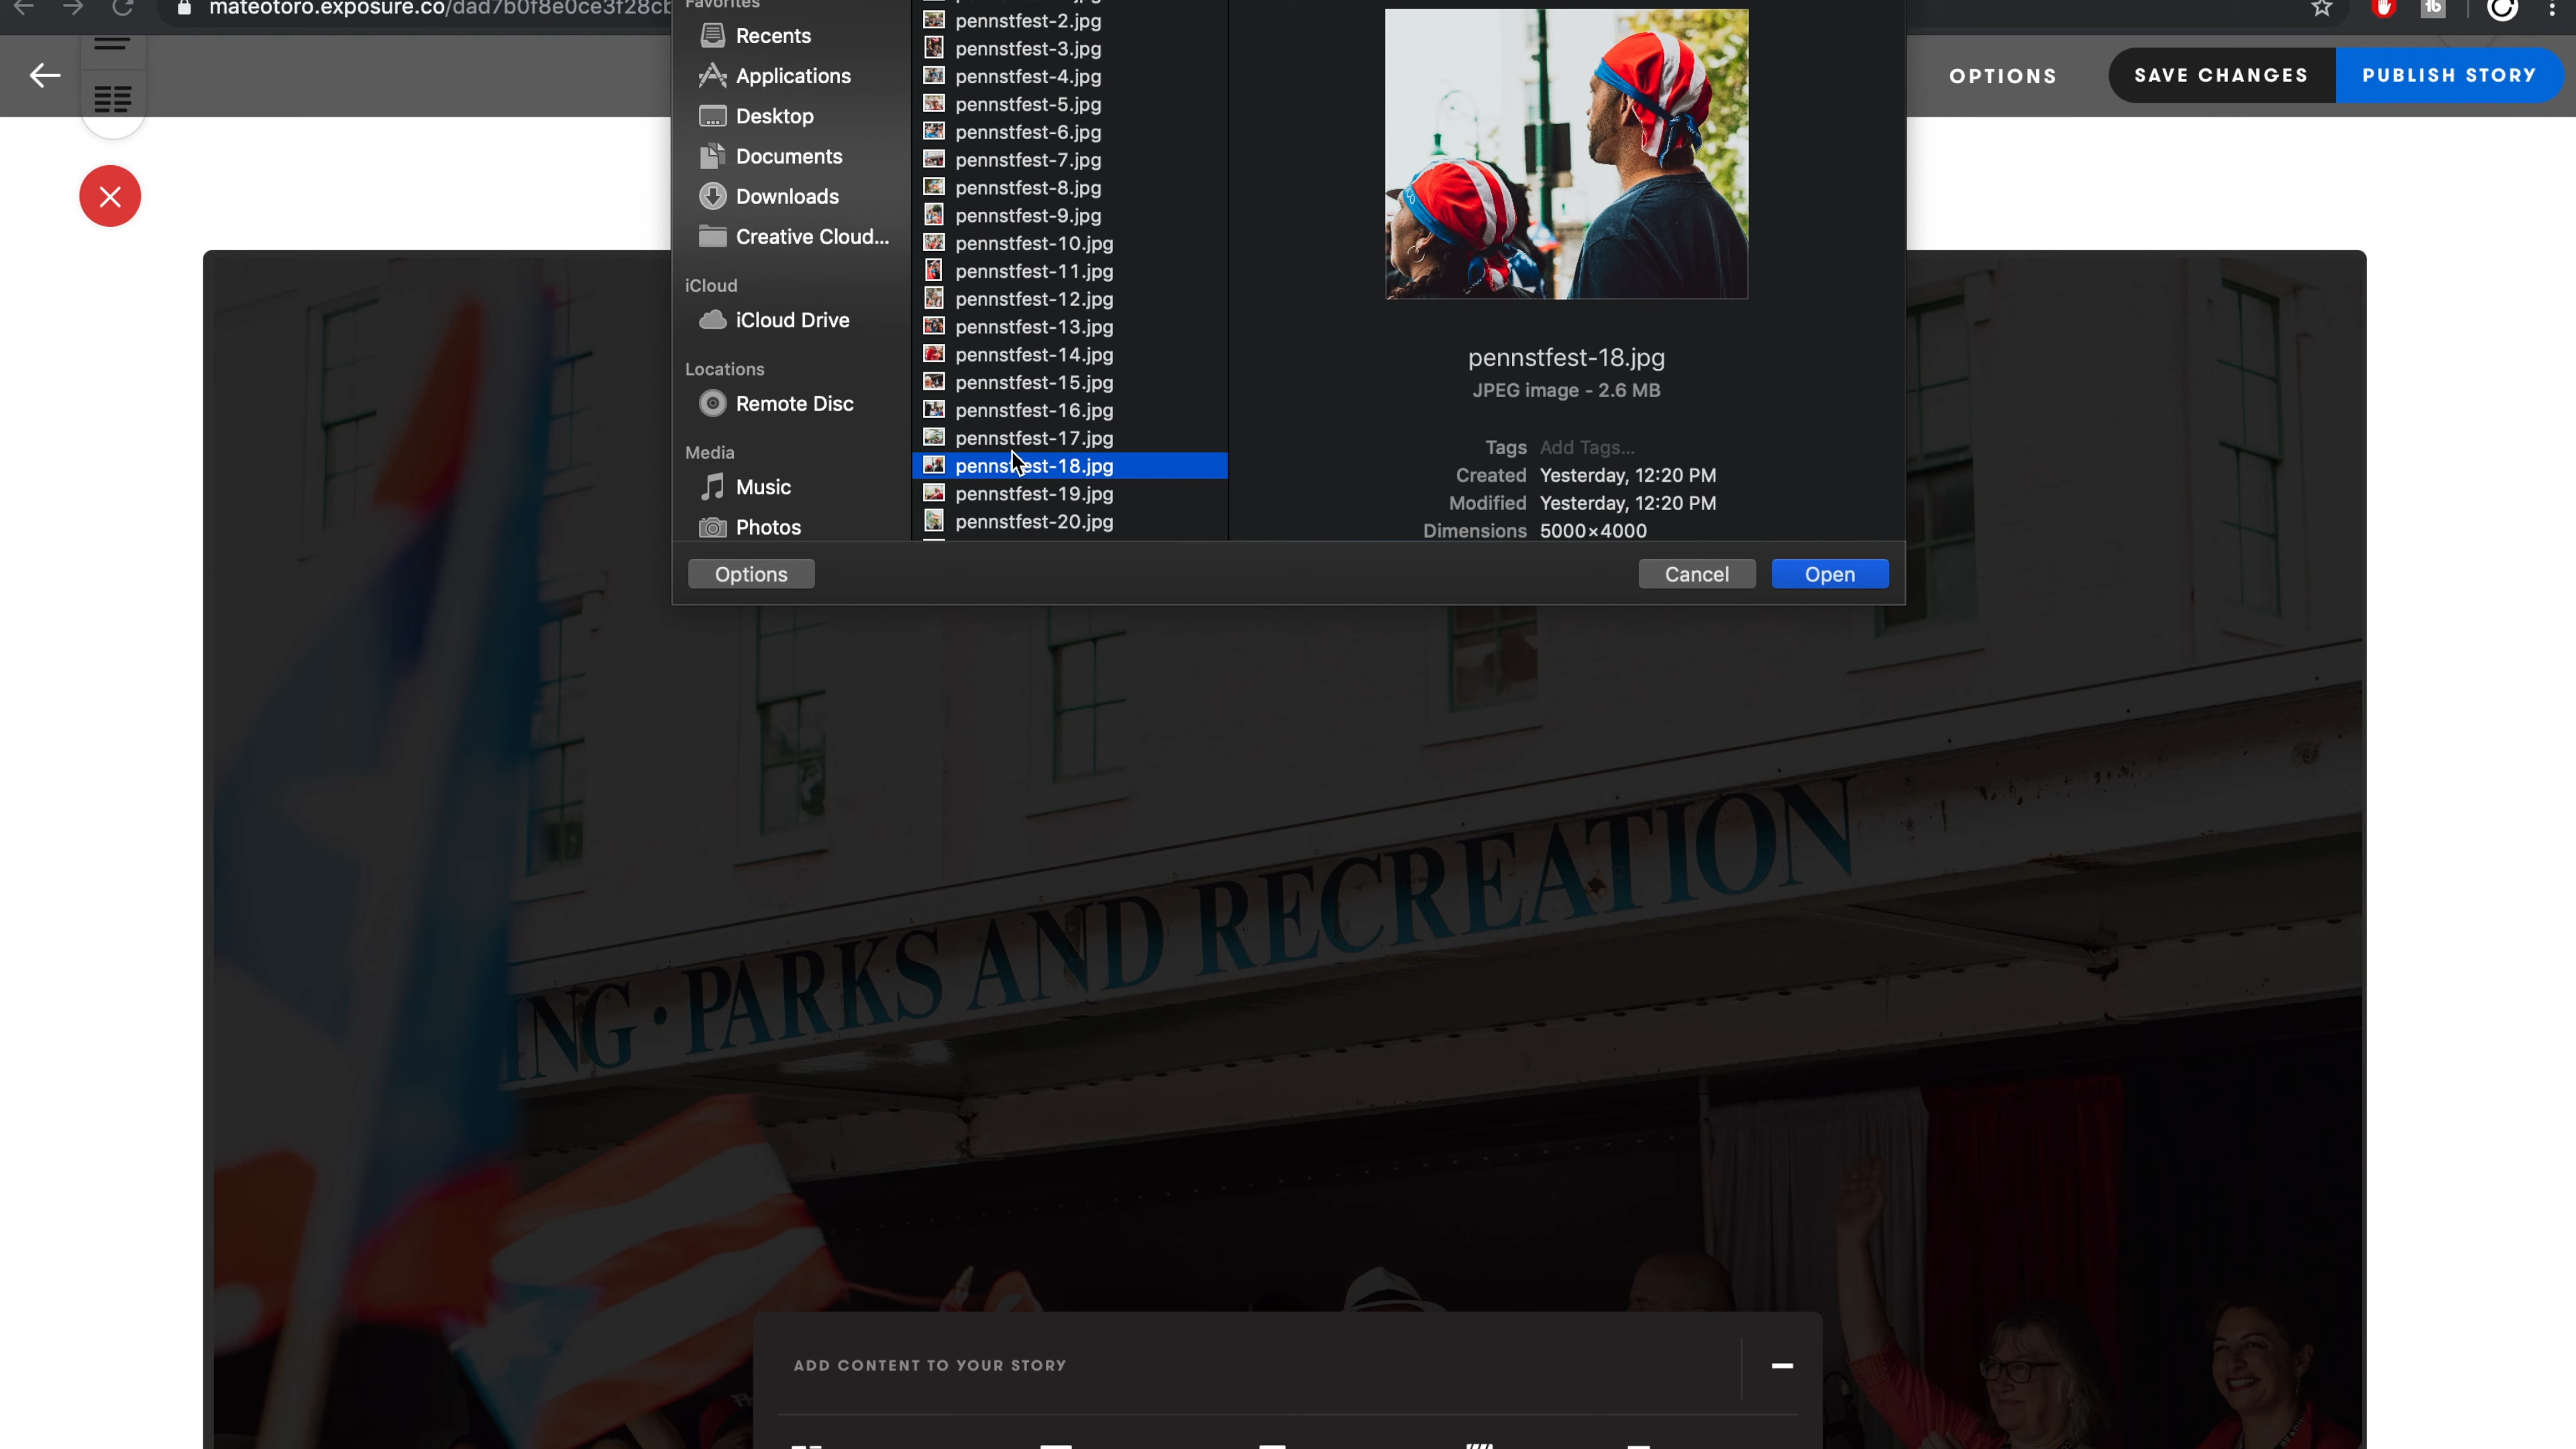 mateotoro.exposure.co/dad7b0f8e0ce3f28c
OPTIONS
SAVE CHANGES
PUBLISH STORY
Favorites
Recents
Applications
Desktop
Documents
Downloads
Creative Cloud...
iCloud
iCloud Drive
Locations
Remote Disc
Media
Music
Photos
pennstfest-2.jpg
pennstfest-3.jpg
pennstfest-4.jpg
pennstfest-5.jpg
pennstfest-6.jpg
pennstfest-7.jpg
pennstfest-8.jpg
pennstfest-9.jpg
pennstfest-10.jpg
pennstfest-11.jpg
pennstfest-12.jpg
pennstfest-13.jpg
pennstfest-14.jpg
pennstfest-15.jpg
pennstfest-16.jpg
pennstfest-17.jpg
pennstfest-18.jpg
pennstfest-19.jpg
pennstfest-20.jpg
pennstfest-18.jpg
JPEG image - 2.6 MB
Tags Add Tags...
Created Yesterday, 12:20 PM
Modified Yesterday, 12:20 PM
Dimensions 5000×4000
Options
Cancel
Open
ING·PARKS AND RECREATION
ADD CONTENT TO YOUR STORY